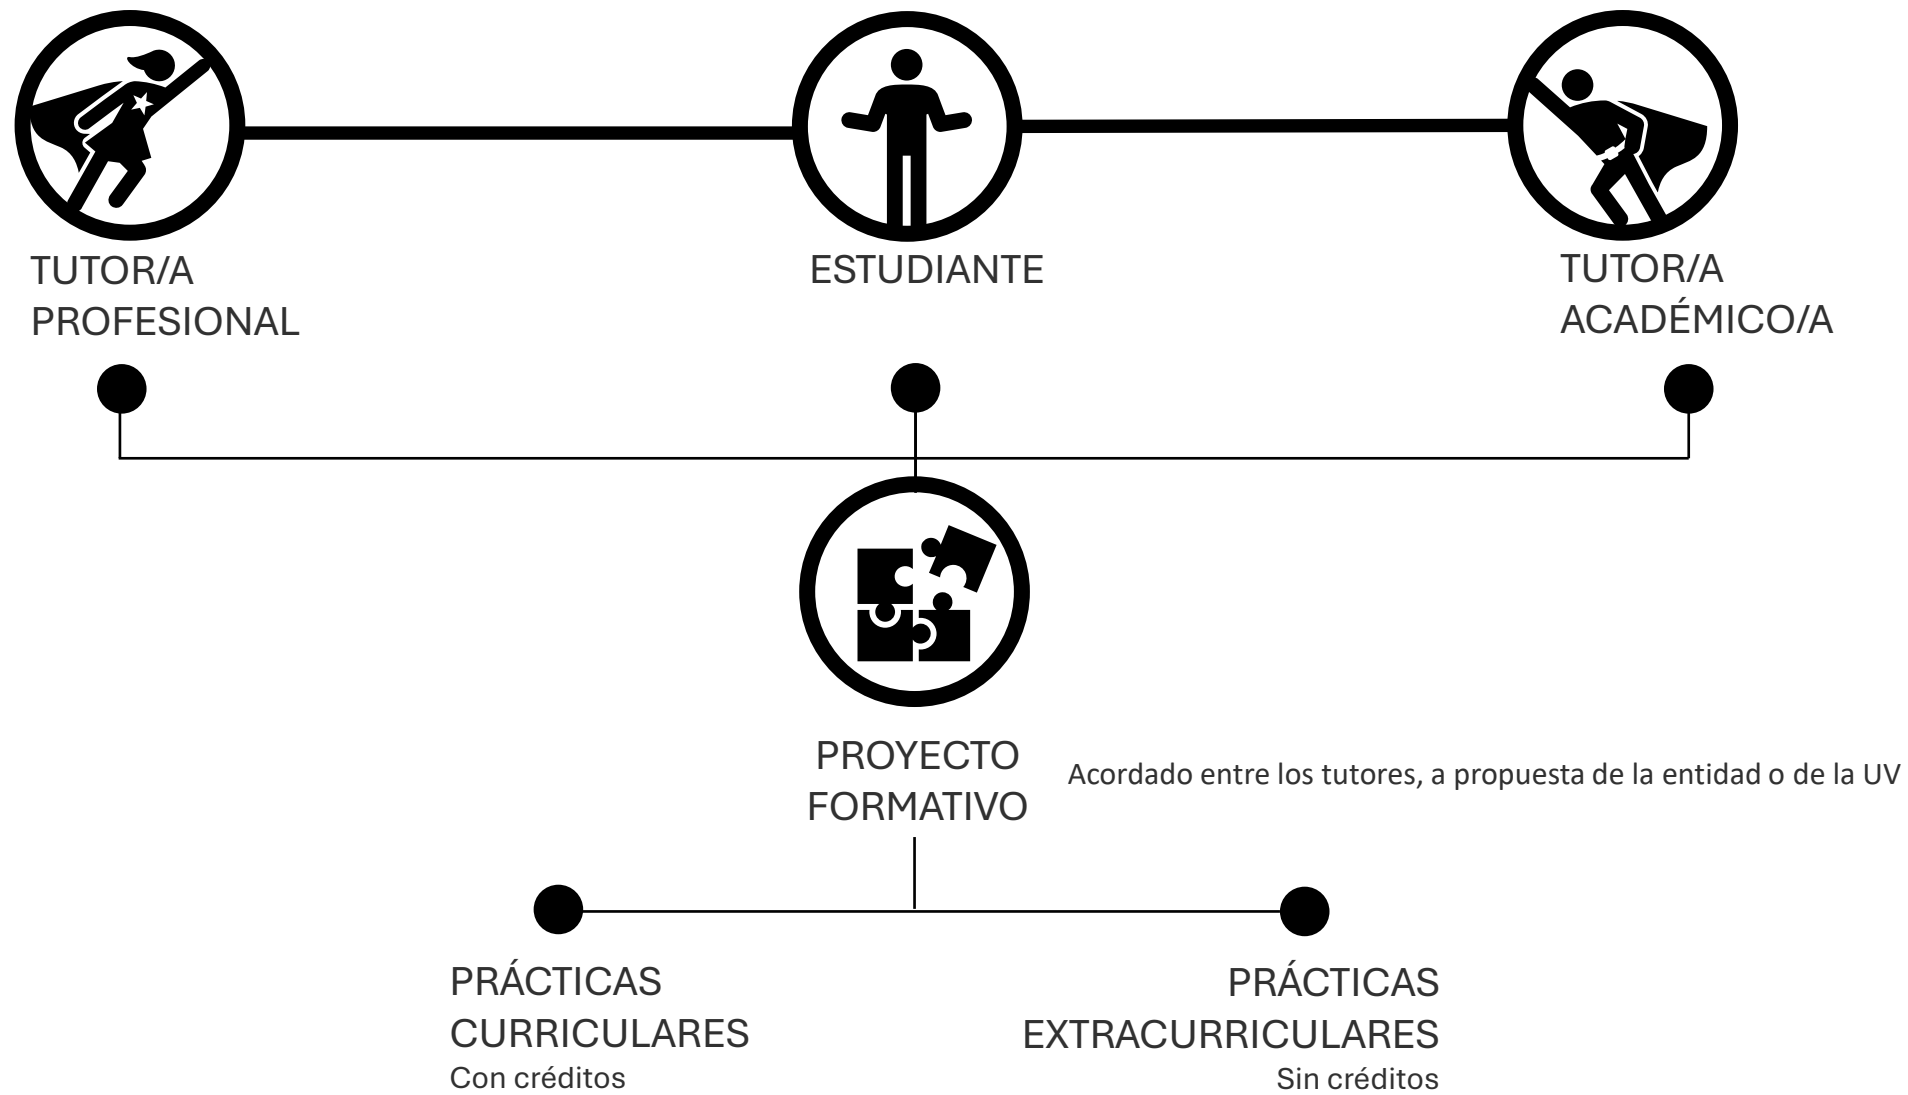 TUTOR/A
PROFESIONAL
ESTUDIANTE
TUTOR/A
ACADÉMICO/A
PROYECTO
FORMATIVO
Acordado entre los tutores, a propuesta de la entidad o de la UV
PRÁCTICAS
CURRICULARES
Con créditos
PRÁCTICAS
EXTRACURRICULARES
Sin créditos